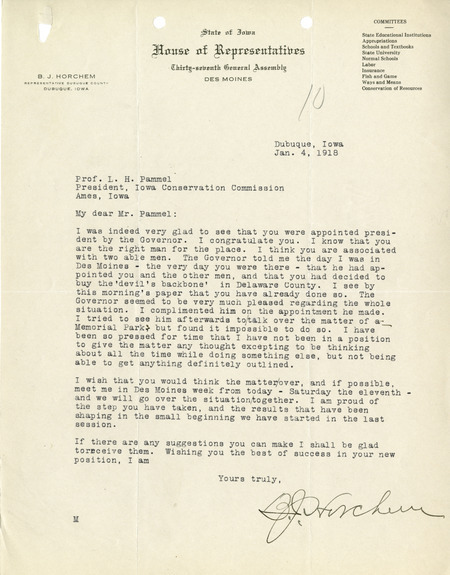 State of Iowa
House of Representatives
Thirty-seventh General Assembly
DES MOINES
B. J. HORCHEM
REPRESENTATIVE DUBUQUE COUNTY
DUBUQUE, IOWA
COMMITTEES
State Educational Institutions
Appropriations
Schools and Textbooks
State University
Normal Schools
Labor
Insurance
Fish and Game
Ways and Means
Conservation of Resources
10
Dubuque, Iowa
Jan. 4, 1918
Prof. L. H. Pammel
President, Iowa Conservation Commission
Ames, Iowa
My dear Mr. Pammel:
I was indeed very glad to see that you were appointed presi-
dent by the Governor. I congratulate you. I know that you
are the right man for the place. I think you are associated
with two able men. The Governor told me the day I was in
Des Moines - the very day you were there - that he had ap-
pointed you and the other men, and that you had decided to
buy the 'devil's backbone' in Delaware County. I see by
this morning's paper that you have already done so. The
Governor seemed to be very much pleased regarding the whole
situation. I complimented him on the appointment he made.
I tried to see him afterwards to talk over the matter of a
Memorial Park, but found it impossible to do so. I have
been so pressed for time that I have not been in a position
to give the matter any thought excepting to be thinking
about all the time while doing something else, but not being
able to get anything definitely outlined.
I wish that you would think the matter over, and if possible,
meet me in Des Moines week from today - Saturday the eleventh -
and we will go over the situation together. I am proud of
the step you have taken, and the results that have been
shaping in the small beginning we have started in the last
session.
If there are any suggestions you can make I shall be glad
to receive them. Wishing you the best of success in your new
position, I am
Yours truly,
B.J. Horchem
M